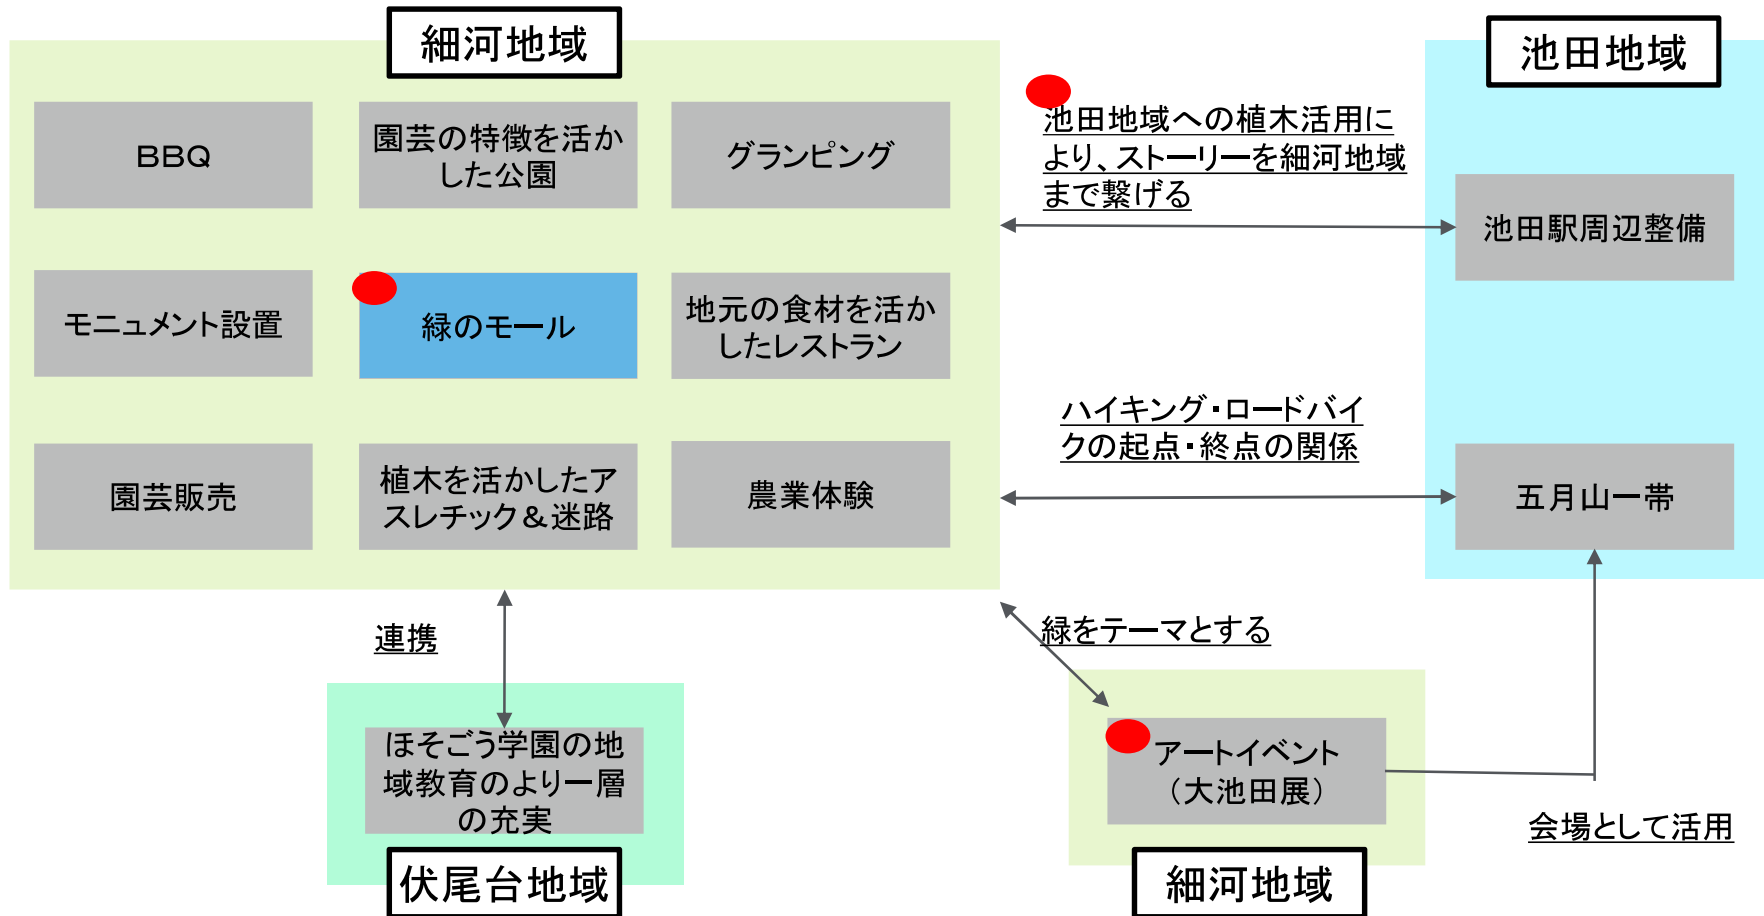 細河地域
池田地域
BBQ
園芸の特徴を活か
した公園
グランピング
池田地域への植木活用に
より、ストーリーを細河地域
まで繋げる
池田駅周辺整備
モニュメント設置
緑のモール
地元の食材を活か
したレストラン
ハイキング・ロードバイ
クの起点・終点の関係
園芸販売
植木を活かしたア
スレチック＆迷路
農業体験
五月山一帯
連携
緑をテーマとする
ほそごう学園の地
域教育のより一層
の充実
アートイベント
（大池田展）
会場として活用
伏尾台地域
細河地域